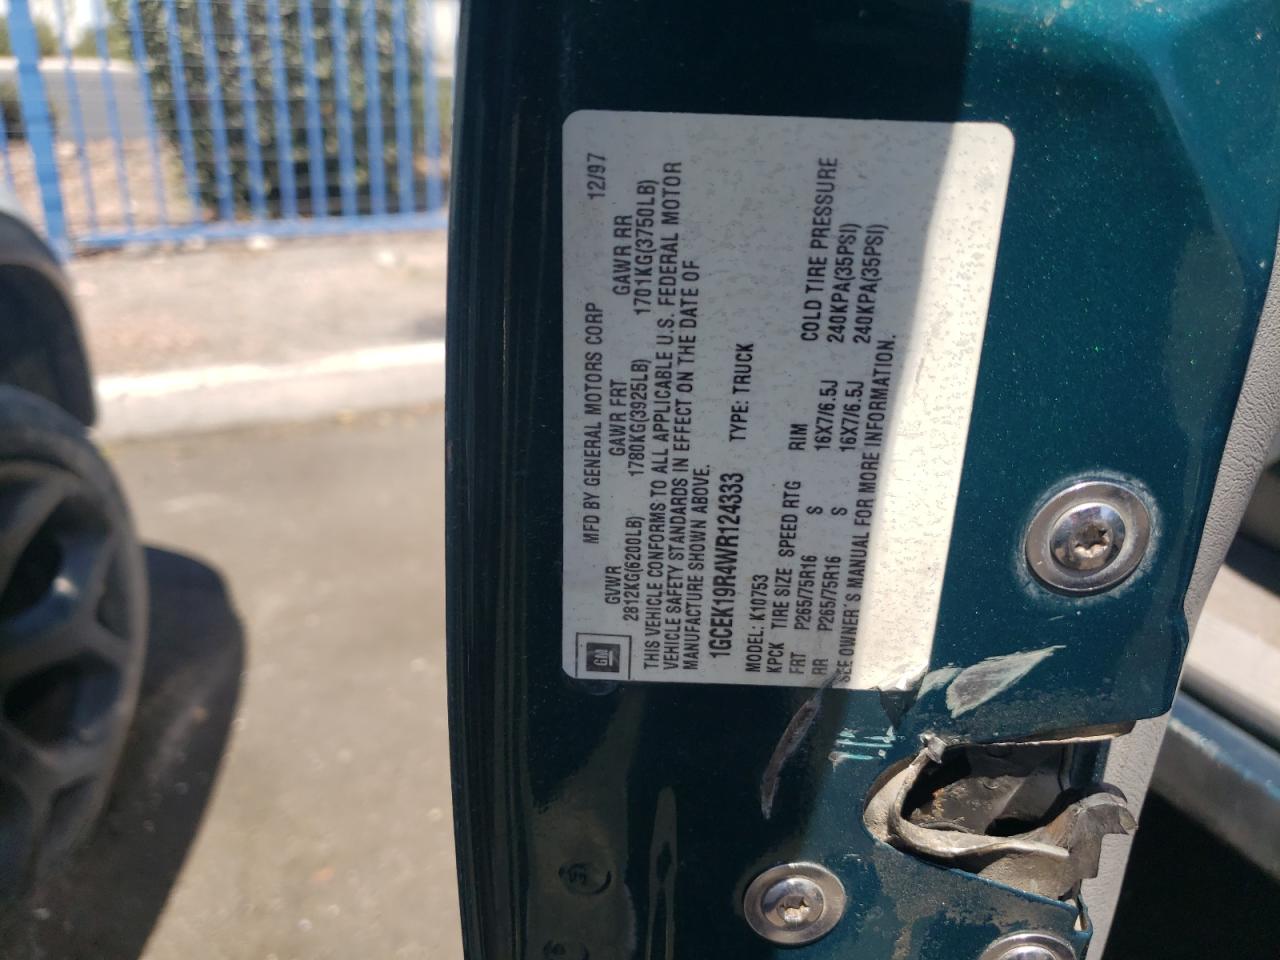 MFD BY GENERAL MOTORS CORP 12/97
GVWR GAWR FRT GAWR RR
2812KG(6200LB) 1780KG(3925LB) 1701KG(3750LB)
THIS VEHICLE CONFORMS TO ALL APPLICABLE U.S. FEDERAL MOTOR
VEHICLE SAFETY STANDARDS IN EFFECT ON THE DATE OF
MANUFACTURE SHOWN ABOVE.
1GCEK19R4WR124333 TYPE: TRUCK
MODEL: K10753
KPCK TIRE SIZE SPEED RTG RIM COLD TIRE PRESSURE
FRT P265/75R16 S 16X7/6.5J 240KPA(35PSI)
RR P265/75R16 S 16X7/6.5J 240KPA(35PSI)
SEE OWNER'S MANUAL FOR MORE INFORMATION.
GM